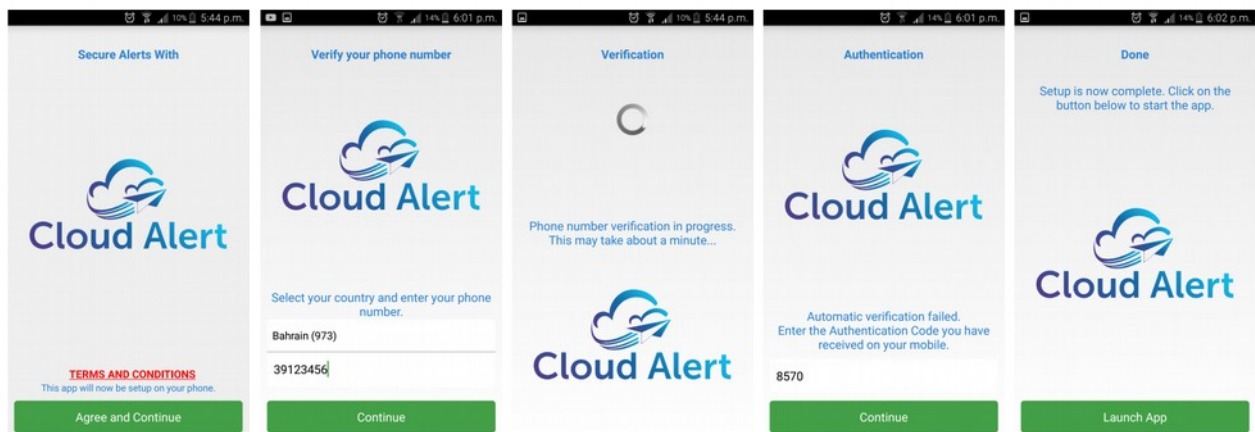 10% 5:44 p.m.
Secure Alerts With
Cloud Alert
TERMS AND CONDITIONS
This app will now be setup on your phone.
Agree and Continue
14% 6:01 p.m.
Verify your phone number
Cloud Alert
Select your country and enter your phone
number.
Bahrain (973)
39123456
Continue
10% 5:44 p.m.
Verification
Phone number verification in progress.
This may take about a minute...
Cloud Alert
14% 6:01 p.m.
Authentication
Cloud Alert
Automatic verification failed.
Enter the Authentication Code you have
received on your mobile.
8570
Continue
14% 6:02 p.m.
Done
Setup is now complete. Click on the
button below to start the app.
Cloud Alert
Launch App